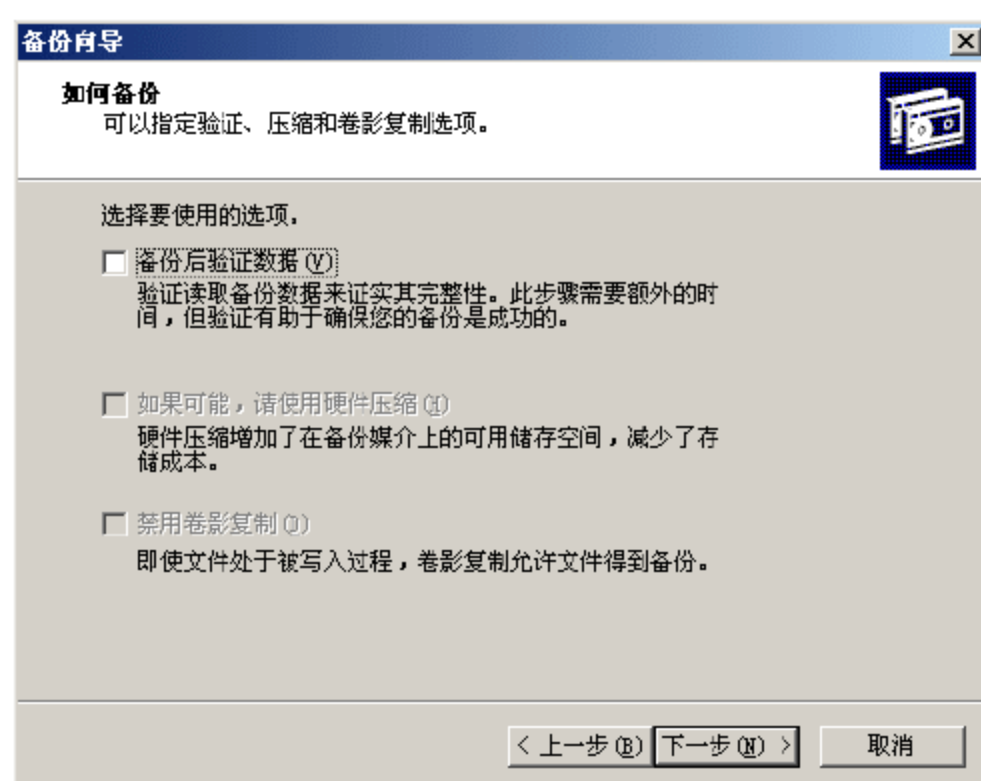 备份向导
如何备份
可以指定验证、压缩和卷影复制选项。
选择要使用的选项。
备份后验证数据(V)
验证读取备份数据来证实其完整性。此步骤需要额外的时
间，但验证有助于确保您的备份是成功的。
如果可能，请使用硬件压缩(H)
硬件压缩增加了在备份媒介上的可用储存空间，减少了存
储成本。
禁用卷影复制(D)
即使文件处于被写入过程，卷影复制允许文件得到备份。
< 上一步(B) 下一步(N) > 取消